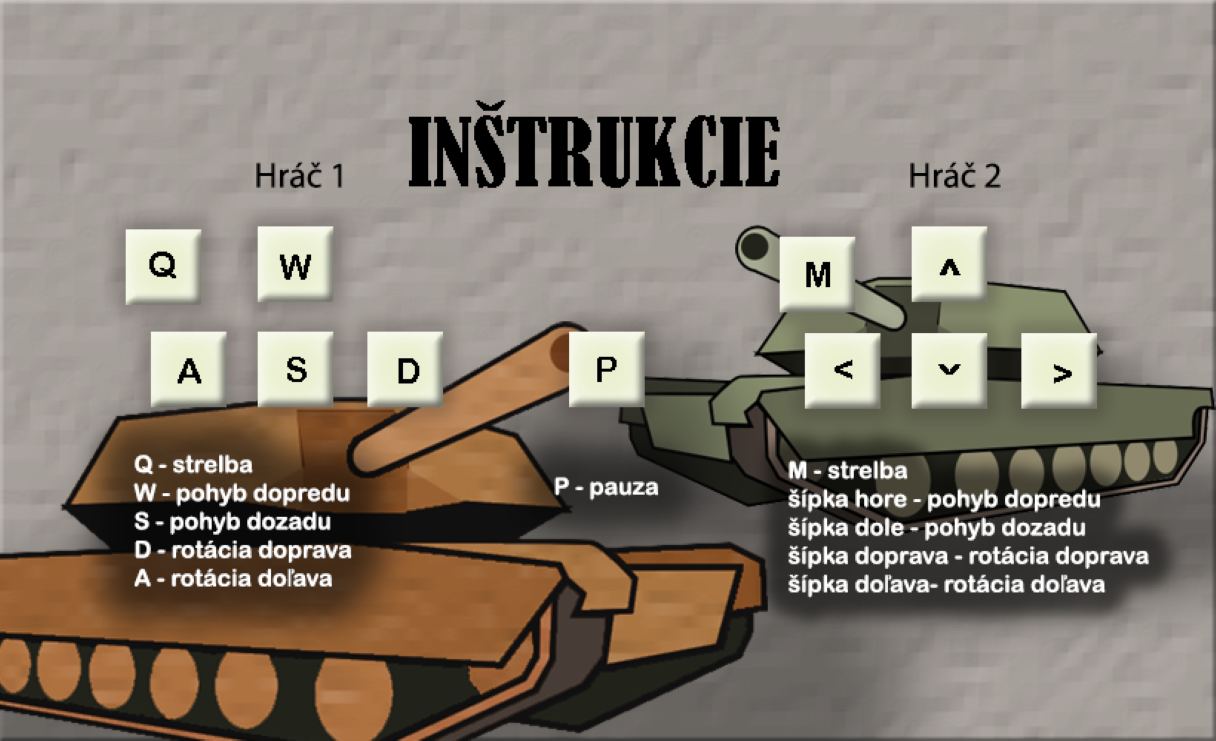 INŠTRUKCIE
Hráč 1
Hráč 2
Q W
A S D
P
M ^
< ˅ >
Q - strelba
W - pohyb dopredu
S - pohyb dozadu
D - rotácia doprava
A - rotácia doľava
P - pauza
M - strelba
šípka hore - pohyb dopredu
šípka dole - pohyb dozadu
šípka doprava - rotácia doprava
šípka doľava- rotácia doľava